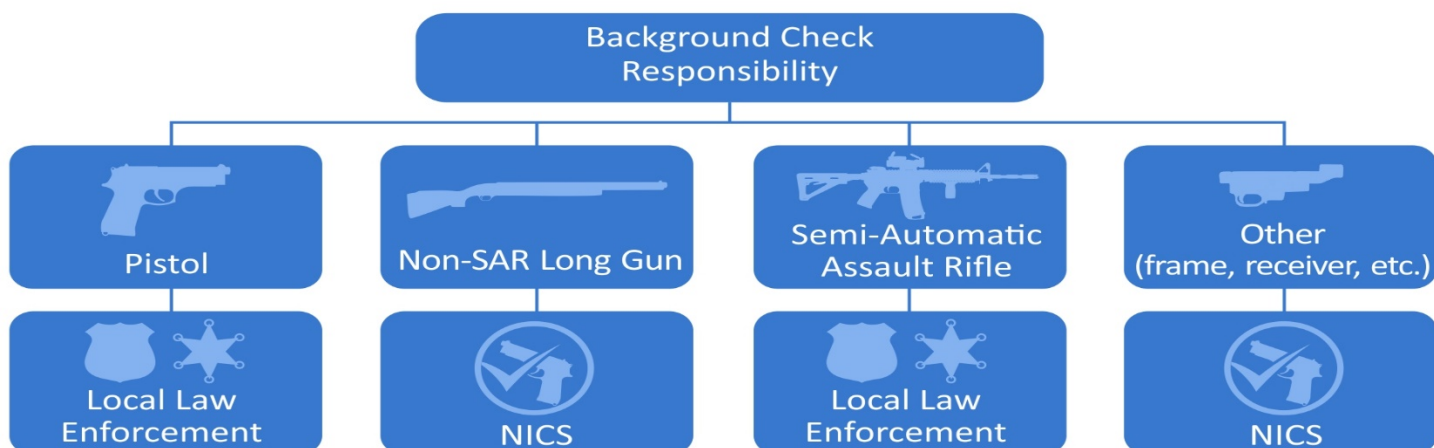 Background Check
Responsibility
Pistol
Non-SAR Long Gun
Semi-Automatic
Assault Rifle
Other
(frame, receiver, etc.)
Local Law
Enforcement
NICS
Local Law
Enforcement
NICS